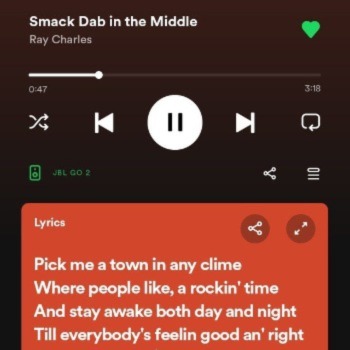 Smack Dab in the Middle
Ray Charles
0:47
3:18
JBL GO 2
Lyrics
Pick me a town in any clime
Where people like, a rockin' time
And stay awake both day and night
Till everybody's feelin good an' right